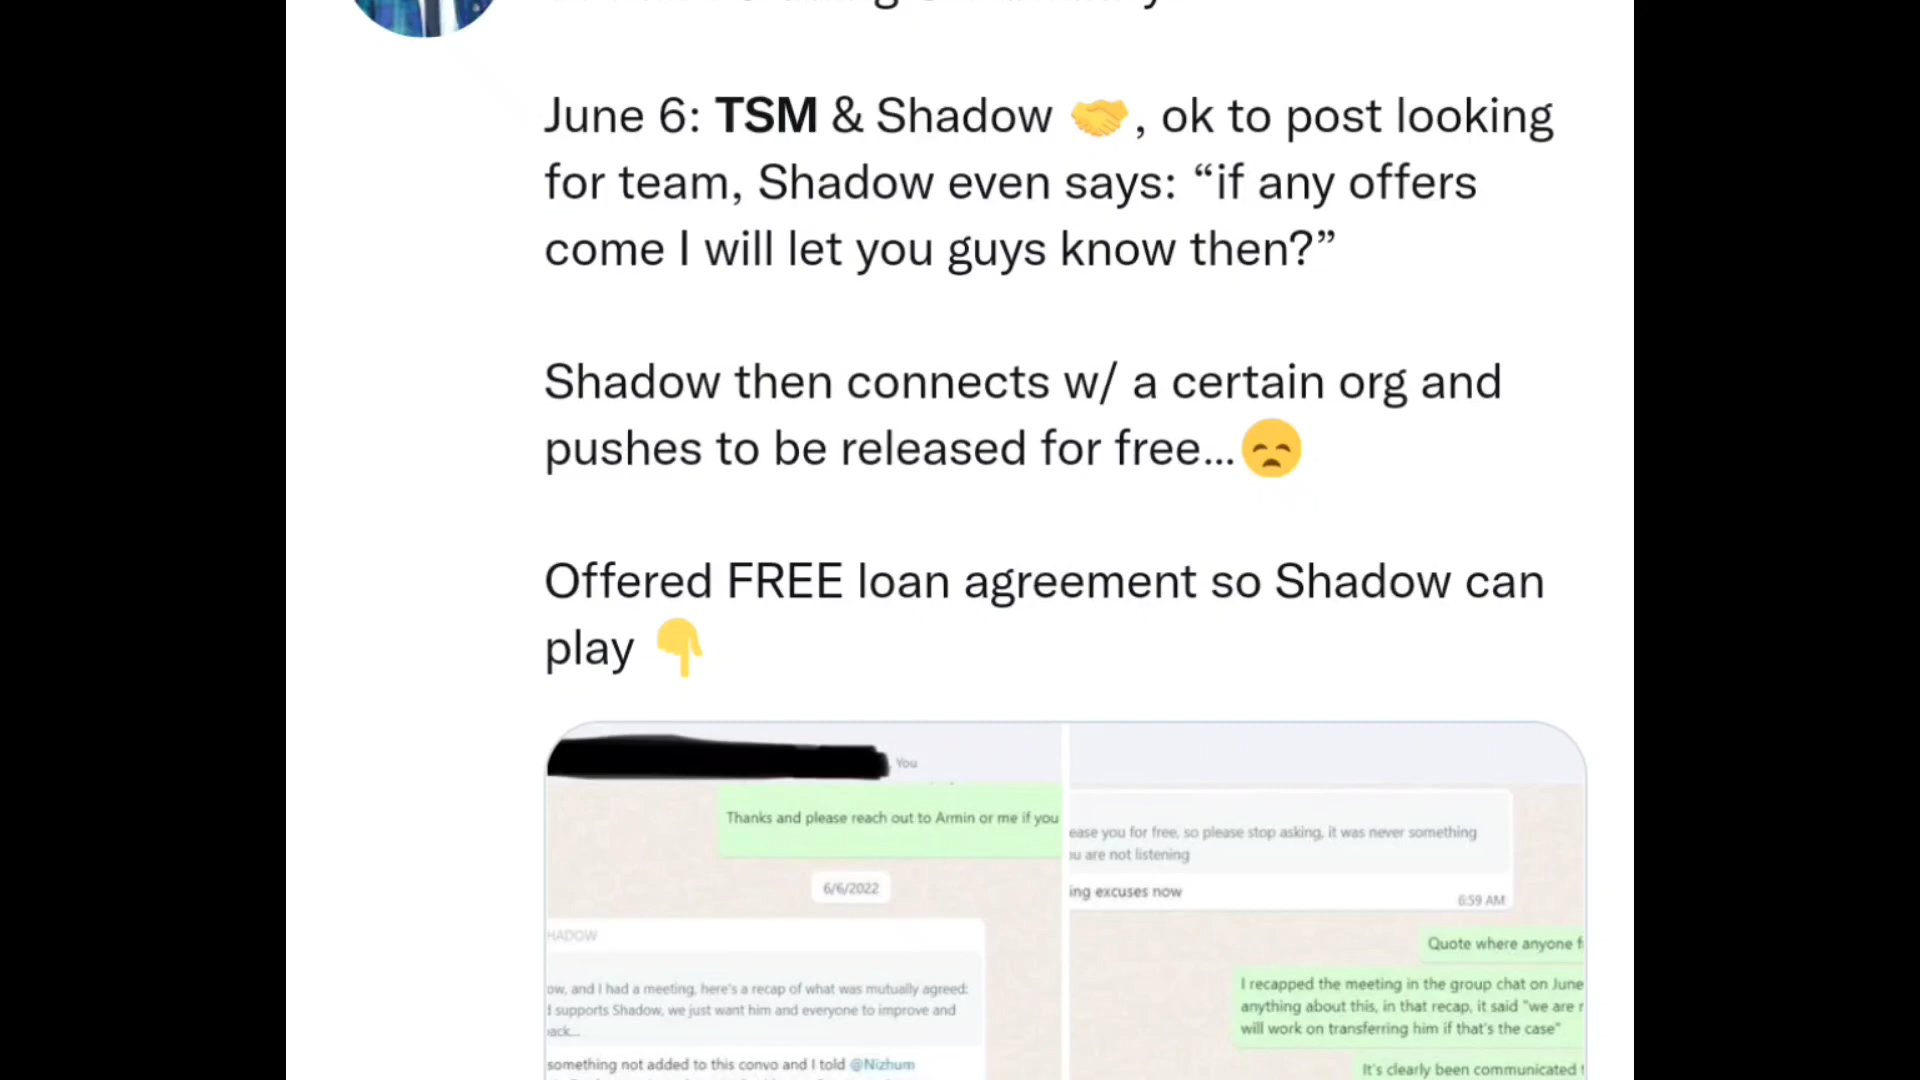 June 6: TSM & Shadow 🤝, ok to post looking
for team, Shadow even says: “if any offers
come I will let you guys know then?”
Shadow then connects w/ a certain org and
pushes to be released for free...😞
Offered FREE loan agreement so Shadow can
play 👇
You
Thanks and please reach out to Armin or me if you
6/6/2022
HADOW
ow, and I had a meeting, here's a recap of what was mutually agreed:
supports Shadow, we just want him and everyone to improve and
ack...
something not added to this convo and I told @Nizhum
ease you for free, so please stop asking, it was never something
ou are not listening
ing excuses now
6:59 AM
Quote where anyone f
I recapped the meeting in the group chat on June
anything about this, in that recap, it said "we are r
will work on transferring him if that's the case"
It's clearly been communicated t